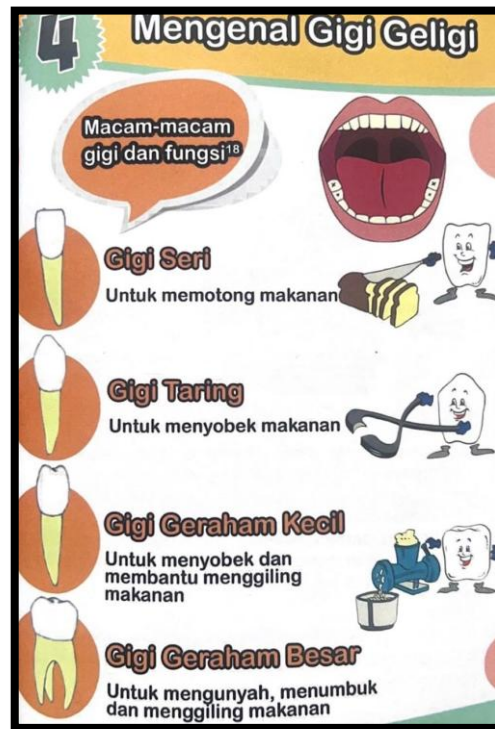 4
Mengenal Gigi Geligi
Macam-macam
gigi dan fungsi¹⁸
Gigi Seri
Untuk memotong makanan
Gigi Taring
Untuk menyobek makanan
Gigi Geraham Kecil
Untuk menyobek dan
membantu menggiling
makanan
Gigi Geraham Besar
Untuk mengunyah, menumbuk
dan menggiling makanan